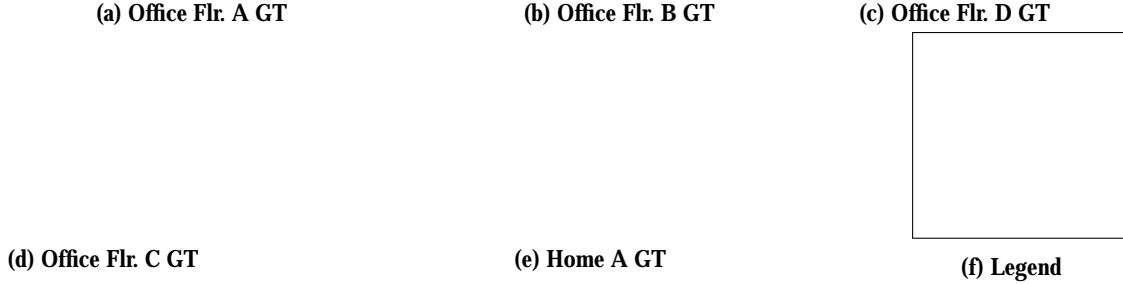 (a) Office Flr. A GT
(b) Office Flr. B GT
(c) Office Flr. D GT
(d) Office Flr. C GT
(e) Home A GT
(f) Legend